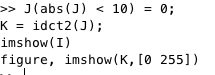 >> J(abs(J) < 10) = 0;
K = idct2(J);
imshow(I)
figure, imshow(K,[0 255])
>>